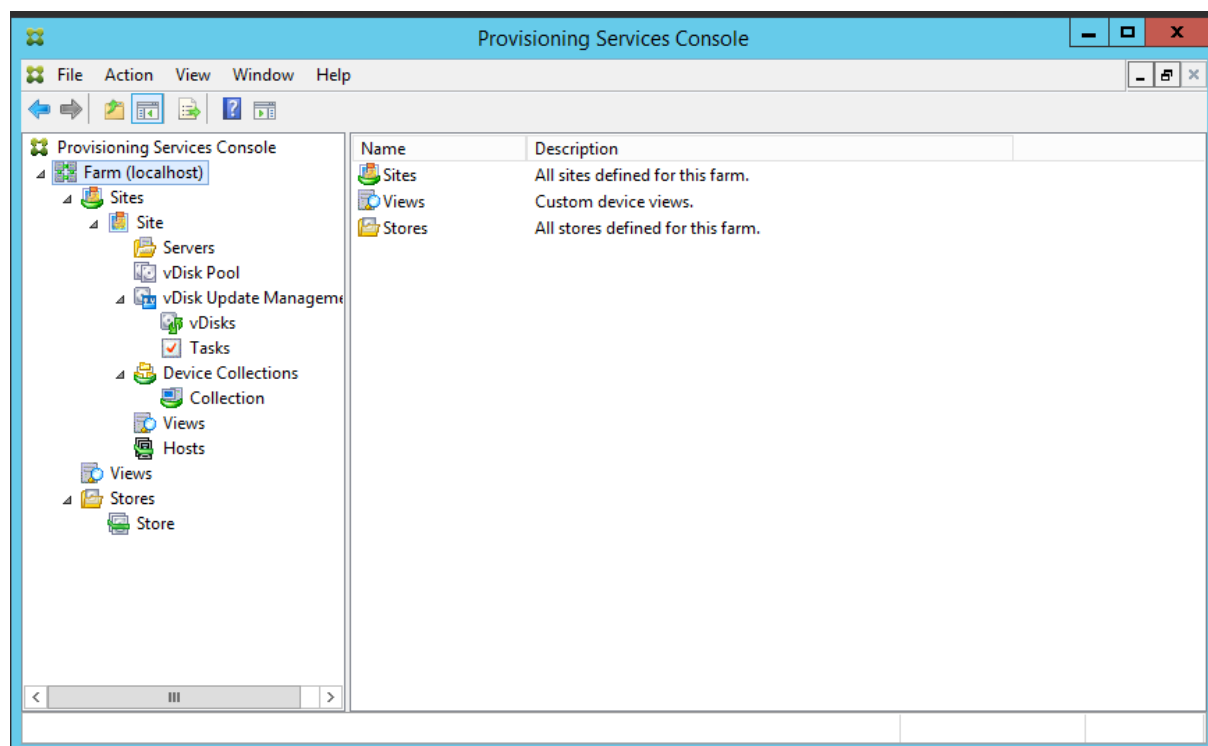 Provisioning Services Console
File Action View Window Help
Provisioning Services Console
Farm (localhost)
Sites
Site
Servers
vDisk Pool
vDisk Update Manageme
vDisks
Tasks
Device Collections
Collection
Views
Hosts
Views
Stores
Store
Name Description
Sites All sites defined for this farm.
Views Custom device views.
Stores All stores defined for this farm.